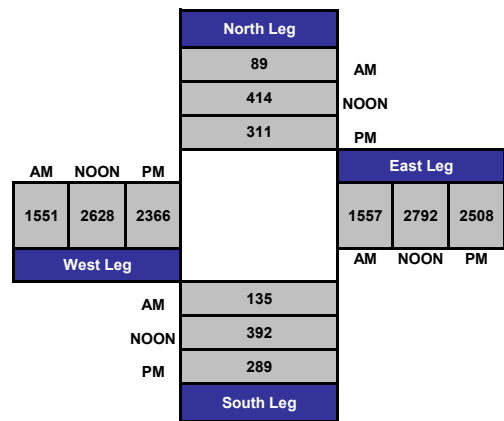 North Leg
89
AM
414
NOON
311
PM
AM NOON PM
East Leg
1551 2628 2366
1557 2792 2508
West Leg
AM NOON PM
AM
135
NOON
392
PM
289
South Leg